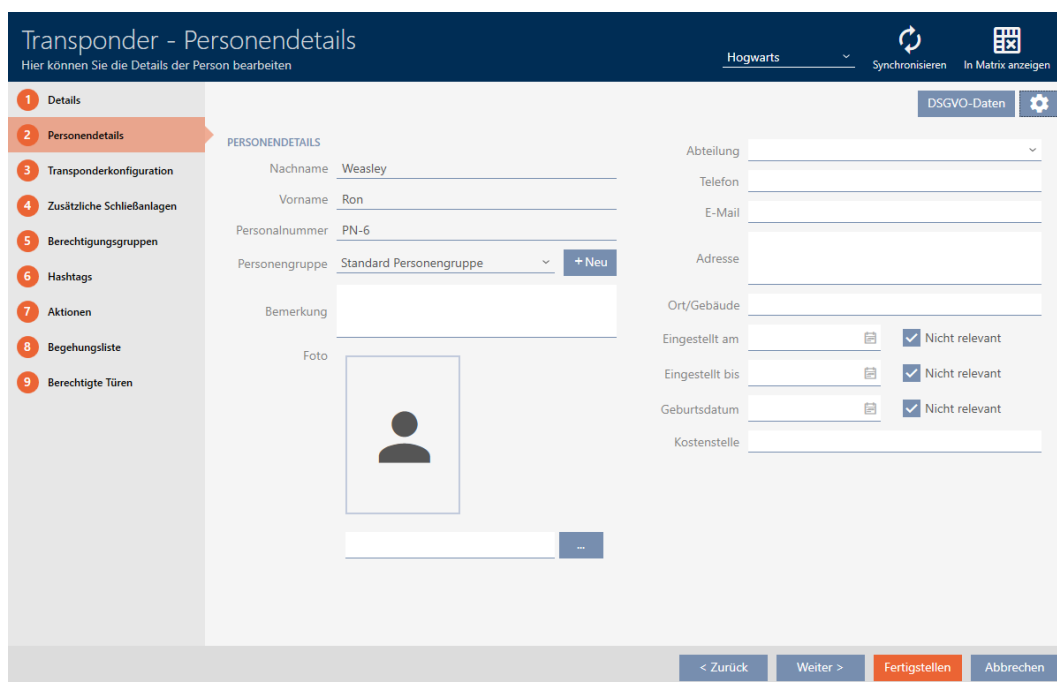 Transponder - Personendetails
Hier können Sie die Details der Person bearbeiten
Hogwarts
Synchronisieren
In Matrix anzeigen
1 Details
2 Personendetails
3 Transponderkonfiguration
4 Zusätzliche Schließanlagen
5 Berechtigungsgruppen
6 Hashtags
7 Aktionen
8 Begehungsliste
9 Berechtigte Türen
DSGVO-Daten
PERSONENDETAILS
Nachname Weasley
Vorname Ron
Personalnummer PN-6
Personengruppe Standard Personengruppe + Neu
Bemerkung
Foto
...
Abteilung
Telefon
E-Mail
Adresse
Ort/Gebäude
Eingestellt am Nicht relevant
Eingestellt bis Nicht relevant
Geburtsdatum Nicht relevant
Kostenstelle
< Zurück Weiter > Fertigstellen Abbrechen